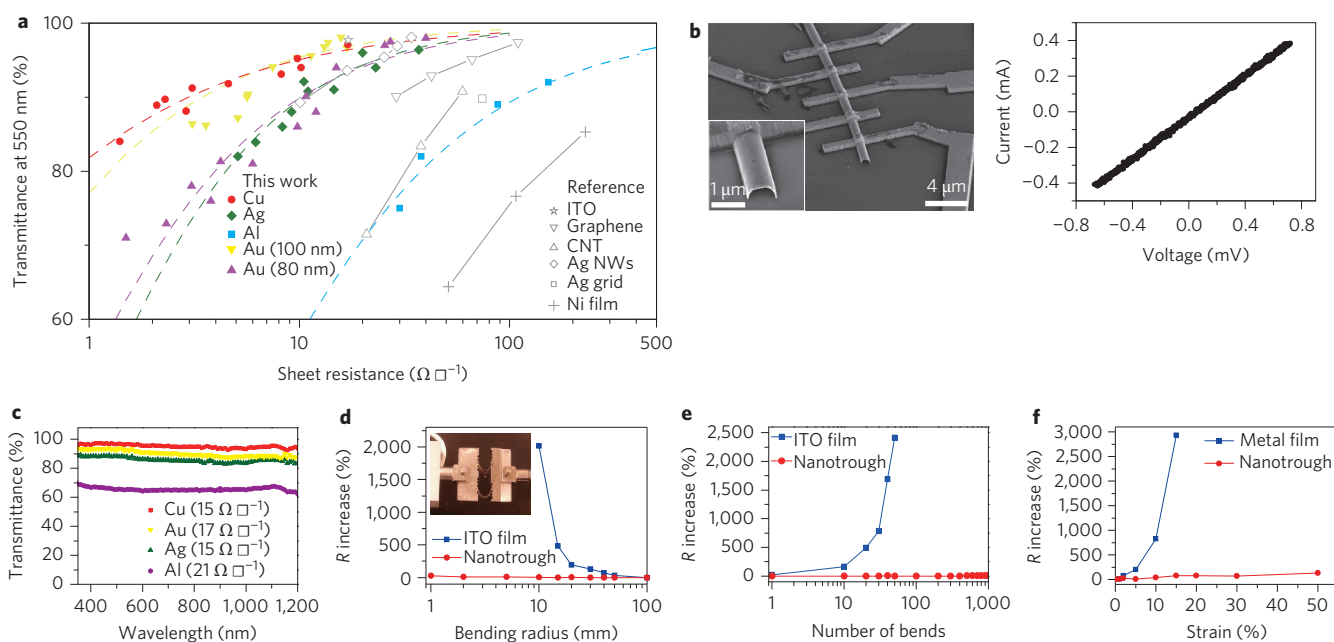 a
100
80
60
Transmittance at 550 nm (%)
1
10
100
500
Sheet resistance (Ω □⁻¹)
This work
Cu
Ag
Al
Au (100 nm)
Au (80 nm)
Reference
ITO
Graphene
CNT
Ag NWs
Ag grid
Ni film
b
1 μm
4 μm
0.4
0.2
0.0
−0.2
−0.4
Current (mA)
−0.8
−0.4
0.0
0.4
0.8
Voltage (mV)
c
100
80
60
40
20
0
Transmittance (%)
Cu (15 Ω □⁻¹)
Au (17 Ω □⁻¹)
Ag (15 Ω □⁻¹)
Al (21 Ω □⁻¹)
400
600
800
1,000
1,200
Wavelength (nm)
d
2,000
1,500
1,000
500
0
R increase (%)
ITO film
Nanotrough
1
10
100
Bending radius (mm)
e
2,500
2,000
1,500
1,000
500
0
R increase (%)
ITO film
Nanotrough
1
10
100
1,000
Number of bends
f
3,000
2,500
2,000
1,500
1,000
500
0
R increase (%)
Metal film
Nanotrough
0
10
20
30
40
50
Strain (%)